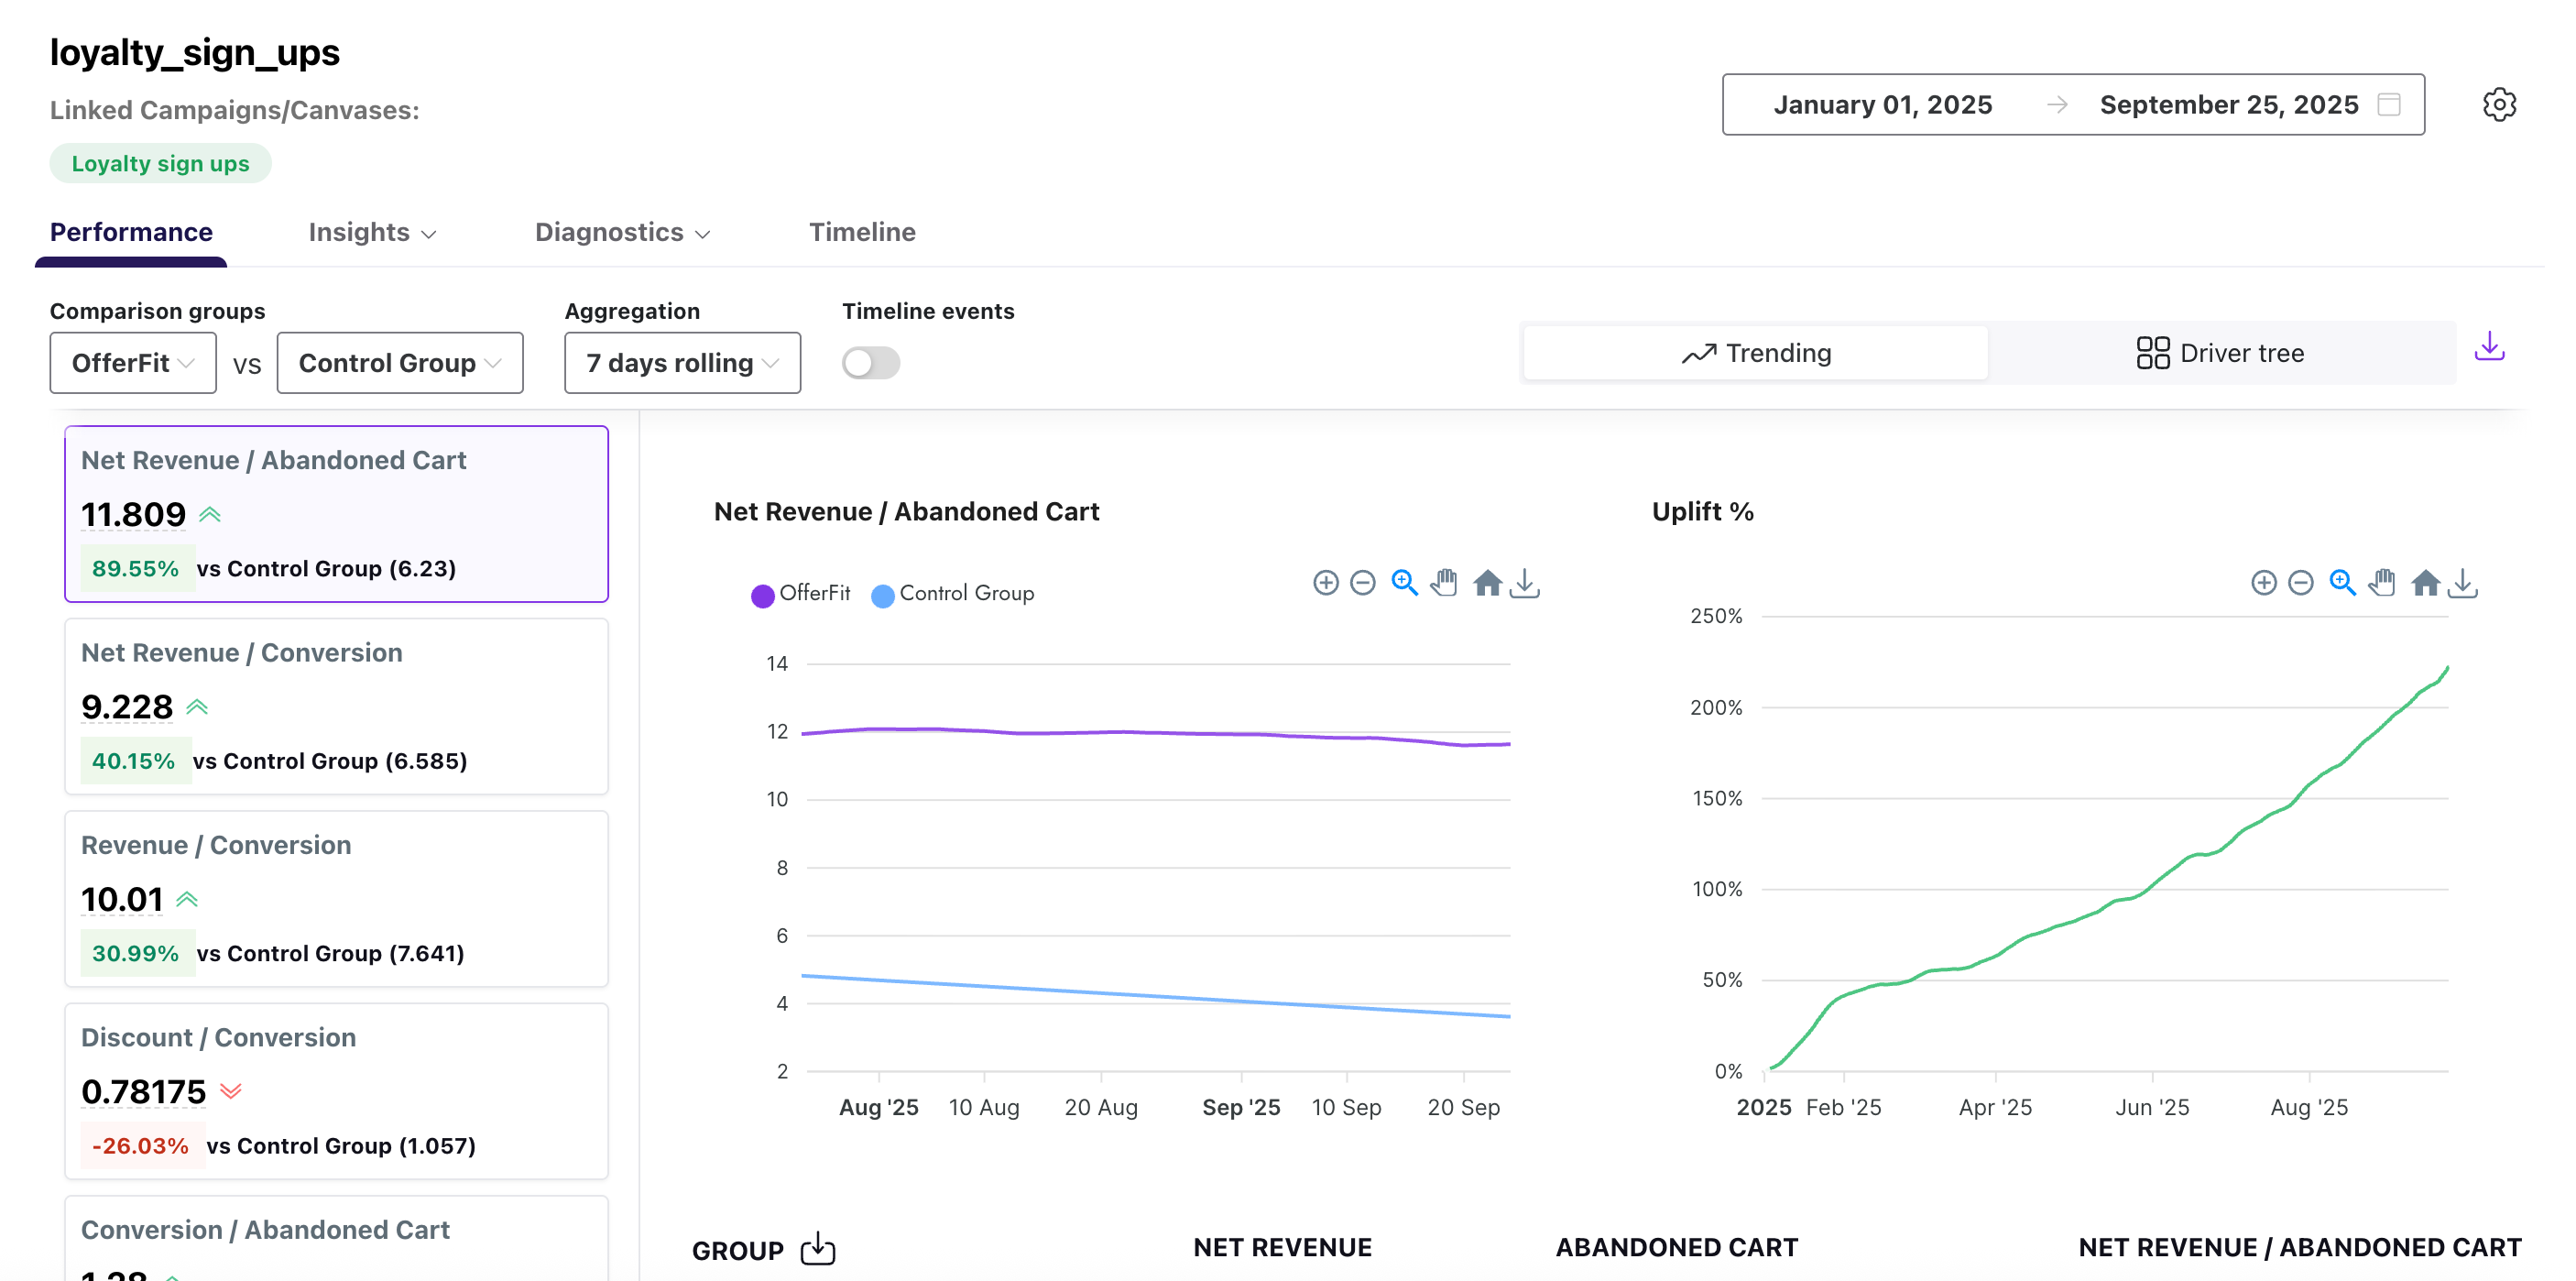 loyalty_sign_ups
Linked Campaigns/Canvases:
Loyalty sign ups
January 01, 2025 → September 25, 2025
Performance Insights Diagnostics Timeline
Comparison groups Aggregation Timeline events
OfferFit vs Control Group 7 days rolling
Trending Driver tree
Net Revenue / Abandoned Cart
11.809
89.55% vs Control Group (6.23)
Net Revenue / Conversion
9.228
40.15% vs Control Group (6.585)
Revenue / Conversion
10.01
30.99% vs Control Group (7.641)
Discount / Conversion
0.78175
-26.03% vs Control Group (1.057)
Conversion / Abandoned Cart
Net Revenue / Abandoned Cart
OfferFit Control Group
14
12
10
8
6
4
2
Aug '25 10 Aug 20 Aug Sep '25 10 Sep 20 Sep
Uplift %
250%
200%
150%
100%
50%
0%
2025 Feb '25 Apr '25 Jun '25 Aug '25
GROUP NET REVENUE ABANDONED CART NET REVENUE / ABANDONED CART